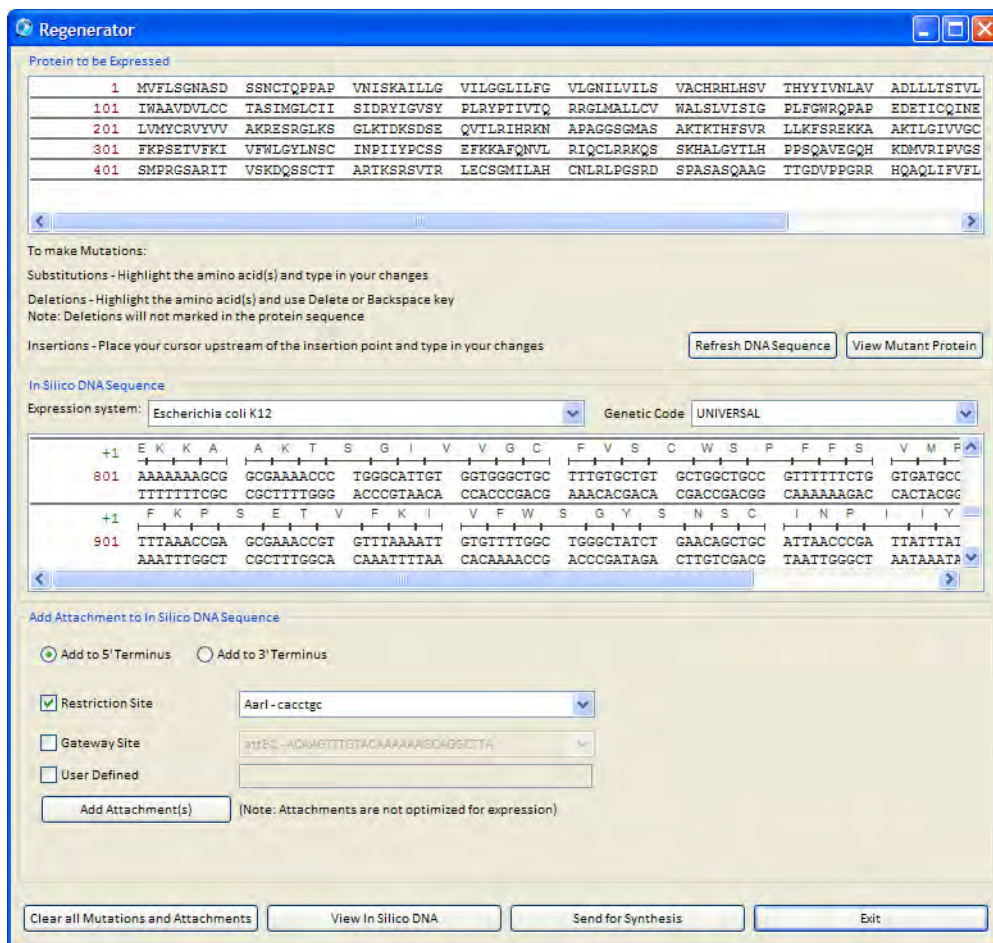 Regenerator
Protein to be Expressed
1 MVFLSGNASD SSNCTQPPAP VNISKAILLG VILGGLILFG VLGNILVILS VACHRHLHSV THYYIVNLAV ADLLLTSTVL
101 IWAAVDVLCC TASIMGLCII SIDRYIGVSY PLRYPTIVTQ RRGLMALLCV WALSLVISIG PLFGWRQPAP EDETICQINE
201 LVMYCRVYVV AKRESRGLKS GLKTDKSDSE QVTLRIHRKN APAGGSGMAS AKTKTHFSVR LLKFSREKKA AKTLGIVVGC
301 FKPSETVFKI VFWLGYLNSC INPIIYPCSS EFKKAFQNVL RIQCLRRKQS SKHALGYTLH PPSQAVEGQH KDMVRIPVGS
401 SMPRGSARIT VSKDQSSCTT ARTKSRSVTR LECSGMILAH CNLRLPGSRD SPASASQAAG TTGDVPPGRR HQAQLIFVFL
To make Mutations:
Substitutions - Highlight the amino acid(s) and type in your changes
Deletions - Highlight the amino acid(s) and use Delete or Backspace key
Note: Deletions will not marked in the protein sequence
Insertions - Place your cursor upstream of the insertion point and type in your changes
Refresh DNA Sequence View Mutant Protein
In Silico DNA Sequence
Expression system: Escherichia coli K12 Genetic Code UNIVERSAL
+1 E K K A A K T S G I V V G C F V S C W S P F F S V M P
801 AAAAAAAGCG GCGAAAACCC TGGGCATTGT GGTGGGCTGC TTTGTGCTGT GCTGGCTGCC GTTTTTTCTG GTGATGCC
TTTTTTTCGC CGCTTTTGGG ACCCGTAACA CCACCCGACG AAACACGACA CGACCGACGG CAAAAAAGAC CACTACGG
+1 F K P S E T V F K I V F W S G Y S N S C I N P I I Y
901 TTTAAACCGA GCGAAACCGT GTTTAAAATT GTGTTTTGGC TGGGCTATCT GAACAGCTGC ATTAACCCGA TTATTTAT
AAATTTGGCT CGCTTTGGCA CAAATTTTAA CACAAAACCG ACCCGATAGA CTTGTCGACG TAATTGGGCT AATAAATA
Add Attachment to In Silico DNA Sequence
Add to 5' Terminus Add to 3' Terminus
Restriction Site AarI - cacctgc
Gateway Site
User Defined
Add Attachment(s) (Note: Attachments are not optimized for expression)
Clear all Mutations and Attachments View In Silico DNA Send for Synthesis Exit